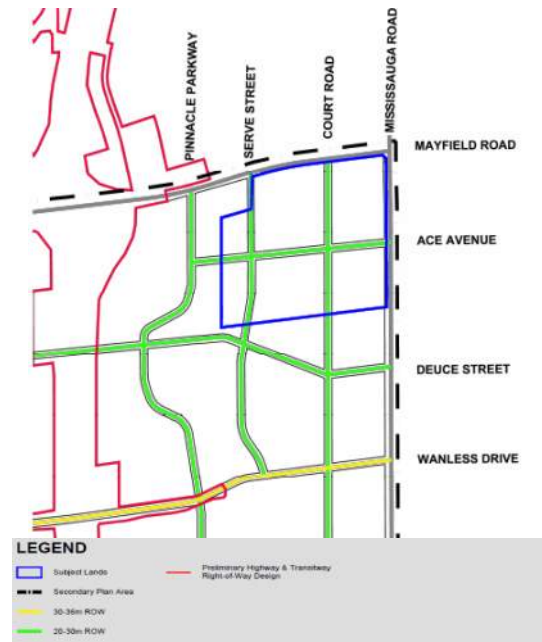 PINNACLE PARKWAY
SERVE STREET
COURT ROAD
MISSISSAUGA ROAD
MAYFIELD ROAD
ACE AVENUE
DEUCE STREET
WANLESS DRIVE
LEGEND
Subject Lands
Secondary Plan Area
30-36m ROW
20-30m ROW
Preliminary Highway & Transitway
Right-of-Way Design